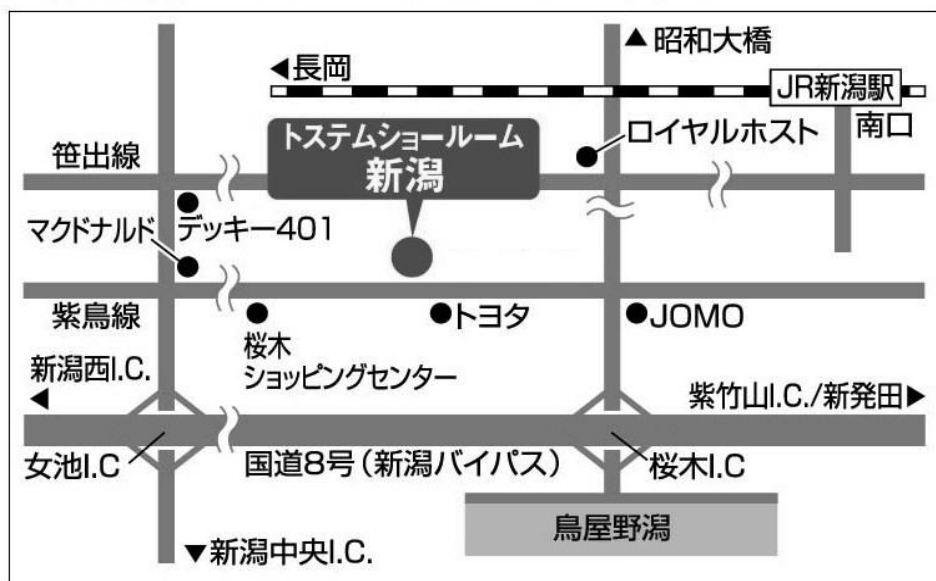 ▲昭和大橋
◀長岡
JR新潟駅
南口
トステムショールーム
新潟
ロイヤルホスト
笹出線
デッキー401
マクドナルド
紫鳥線
桜木
ショッピングセンター
トヨタ
JOMO
新潟西I.C.
◀
紫竹山I.C./新発田▶
女池I.C
国道8号(新潟バイパス)
桜木I.C
鳥屋野潟
▼新潟中央I.C.